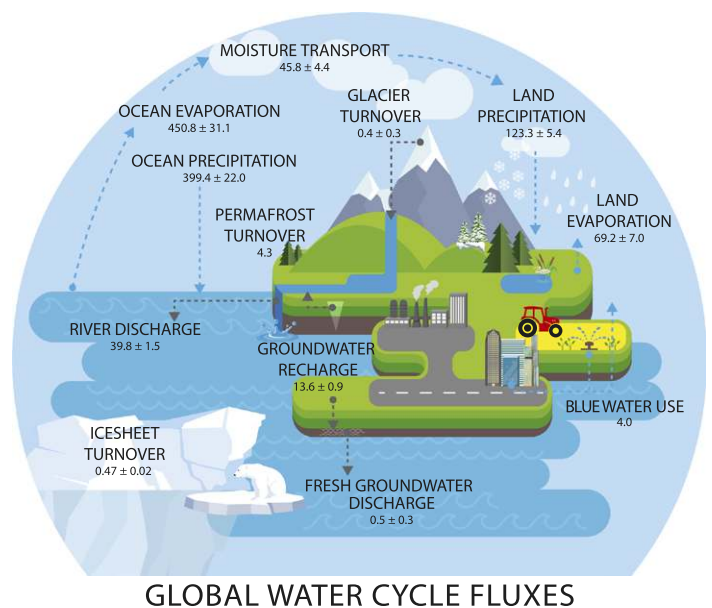 MOISTURE TRANSPORT
45.8 ± 4.4
OCEAN EVAPORATION
450.8 ± 31.1
OCEAN PRECIPITATION
399.4 ± 22.0
GLACIER
TURNOVER
0.4 ± 0.3
LAND
PRECIPITATION
123.3 ± 5.4
LAND
EVAPORATION
69.2 ± 7.0
PERMAFROST
TURNOVER
4.3
RIVER DISCHARGE
39.8 ± 1.5
GROUNDWATER
RECHARGE
13.6 ± 0.9
BLUE WATER USE
4.0
ICESHEET
TURNOVER
0.47 ± 0.02
FRESH GROUNDWATER
DISCHARGE
0.5 ± 0.3
GLOBAL WATER CYCLE FLUXES